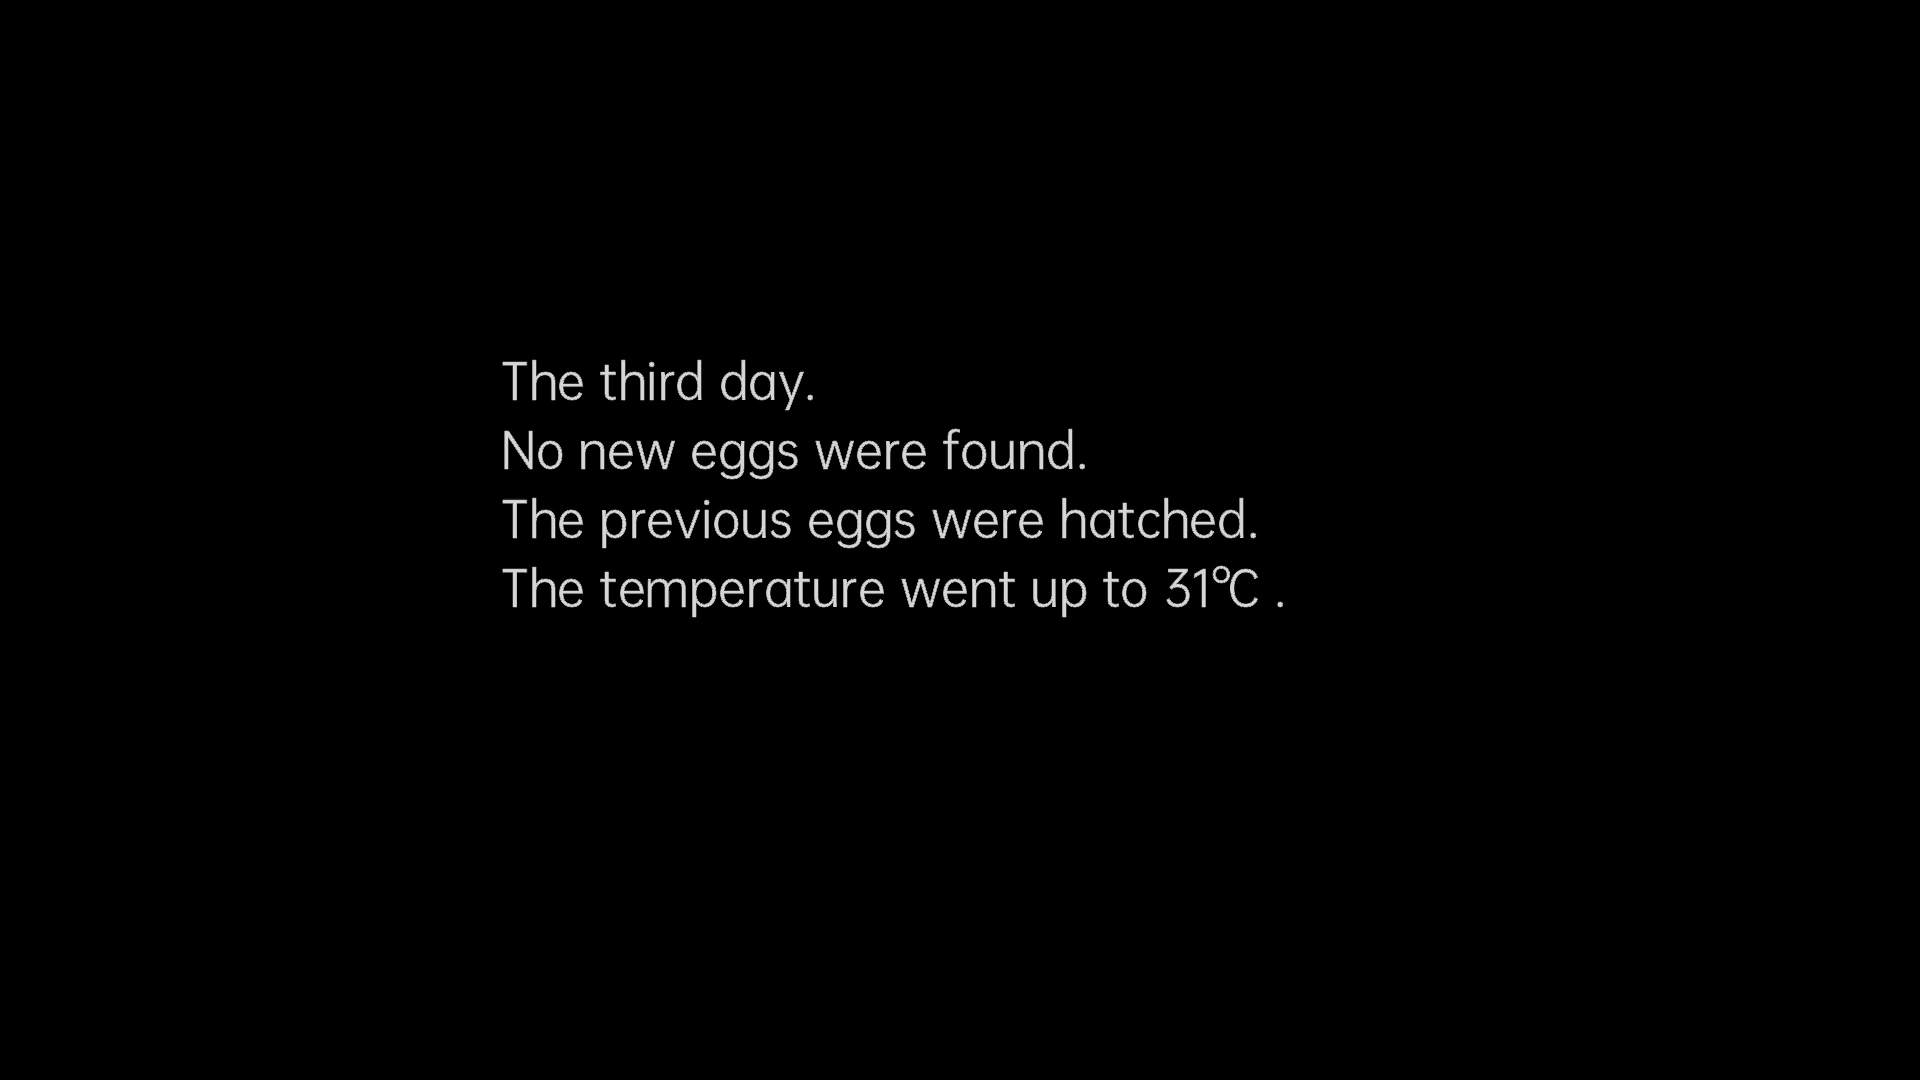 The third day.
No new eggs were found.
The previous eggs were hatched.
The temperature went up to 31℃ .